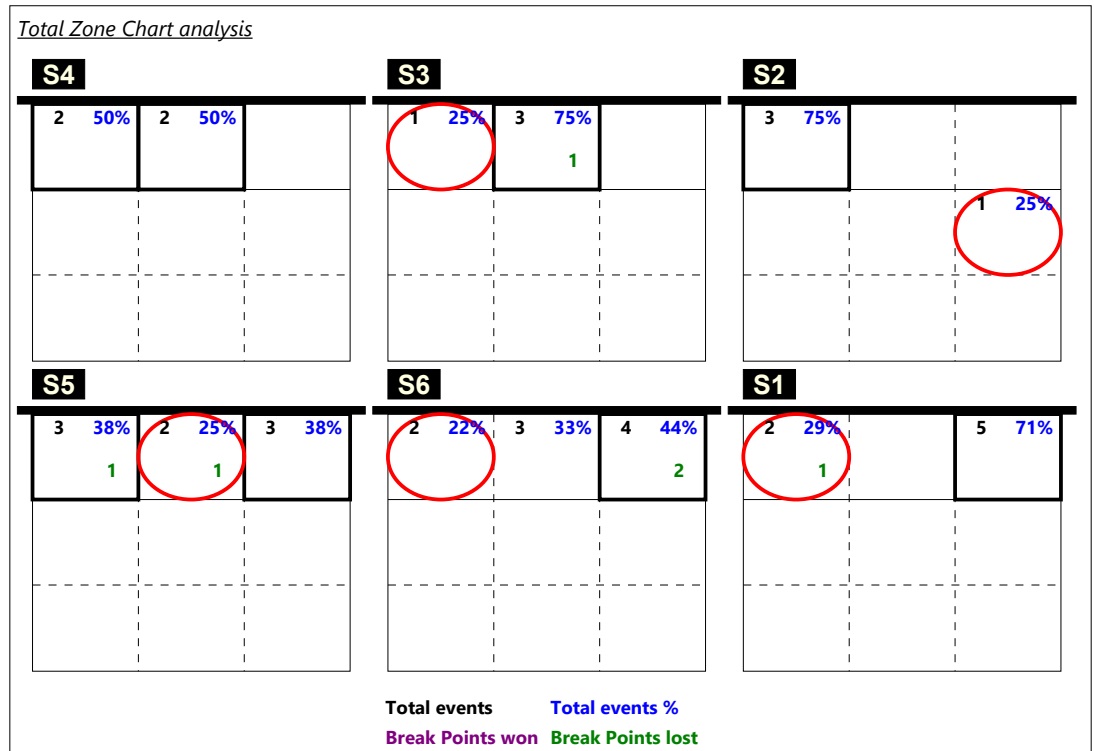 Total Zone Chart analysis
S4 S3 S2
2 50% 2 50% 1 25% 3 75% 3 75%
1
1 25%
S5 S6 S1
3 38% 2 25% 3 38% 2 22% 3 33% 4 44% 2 29% 5 71%
1 1 2 1
Total events Total events %
Break Points won Break Points lost